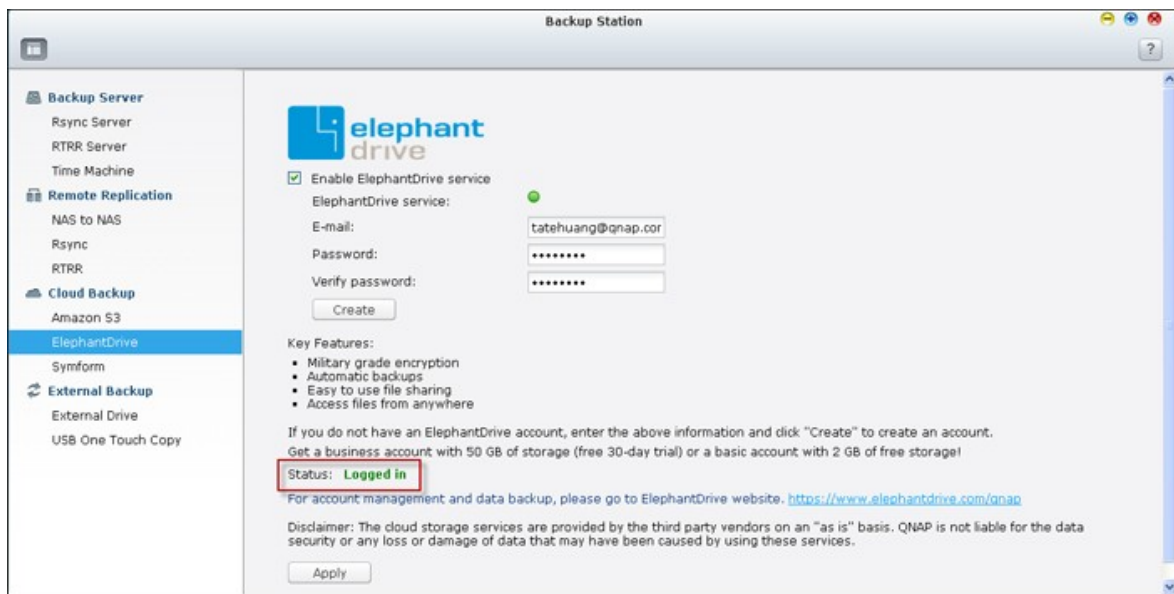 Backup Station
?
Backup Server
Rsync Server
RTRR Server
Time Machine
Remote Replication
NAS to NAS
Rsync
RTRR
Cloud Backup
Amazon S3
ElephantDrive
Symform
External Backup
External Drive
USB One Touch Copy
elephant
drive
Enable ElephantDrive service
ElephantDrive service:
E-mail: tatehuang@qnap.cor
Password: ••••••••
Verify password: ••••••••
Create
Key Features:
• Military grade encryption
• Automatic backups
• Easy to use file sharing
• Access files from anywhere
If you do not have an ElephantDrive account, enter the above information and click "Create" to create an account.
Get a business account with 50 GB of storage (free 30-day trial) or a basic account with 2 GB of free storage!
Status: Logged in
For account management and data backup, please go to ElephantDrive website. https://www.elephantdrive.com/qnap
Disclaimer: The cloud storage services are provided by the third party vendors on an "as is" basis. QNAP is not liable for the data
security or any loss or damage of data that may have been caused by using these services.
Apply